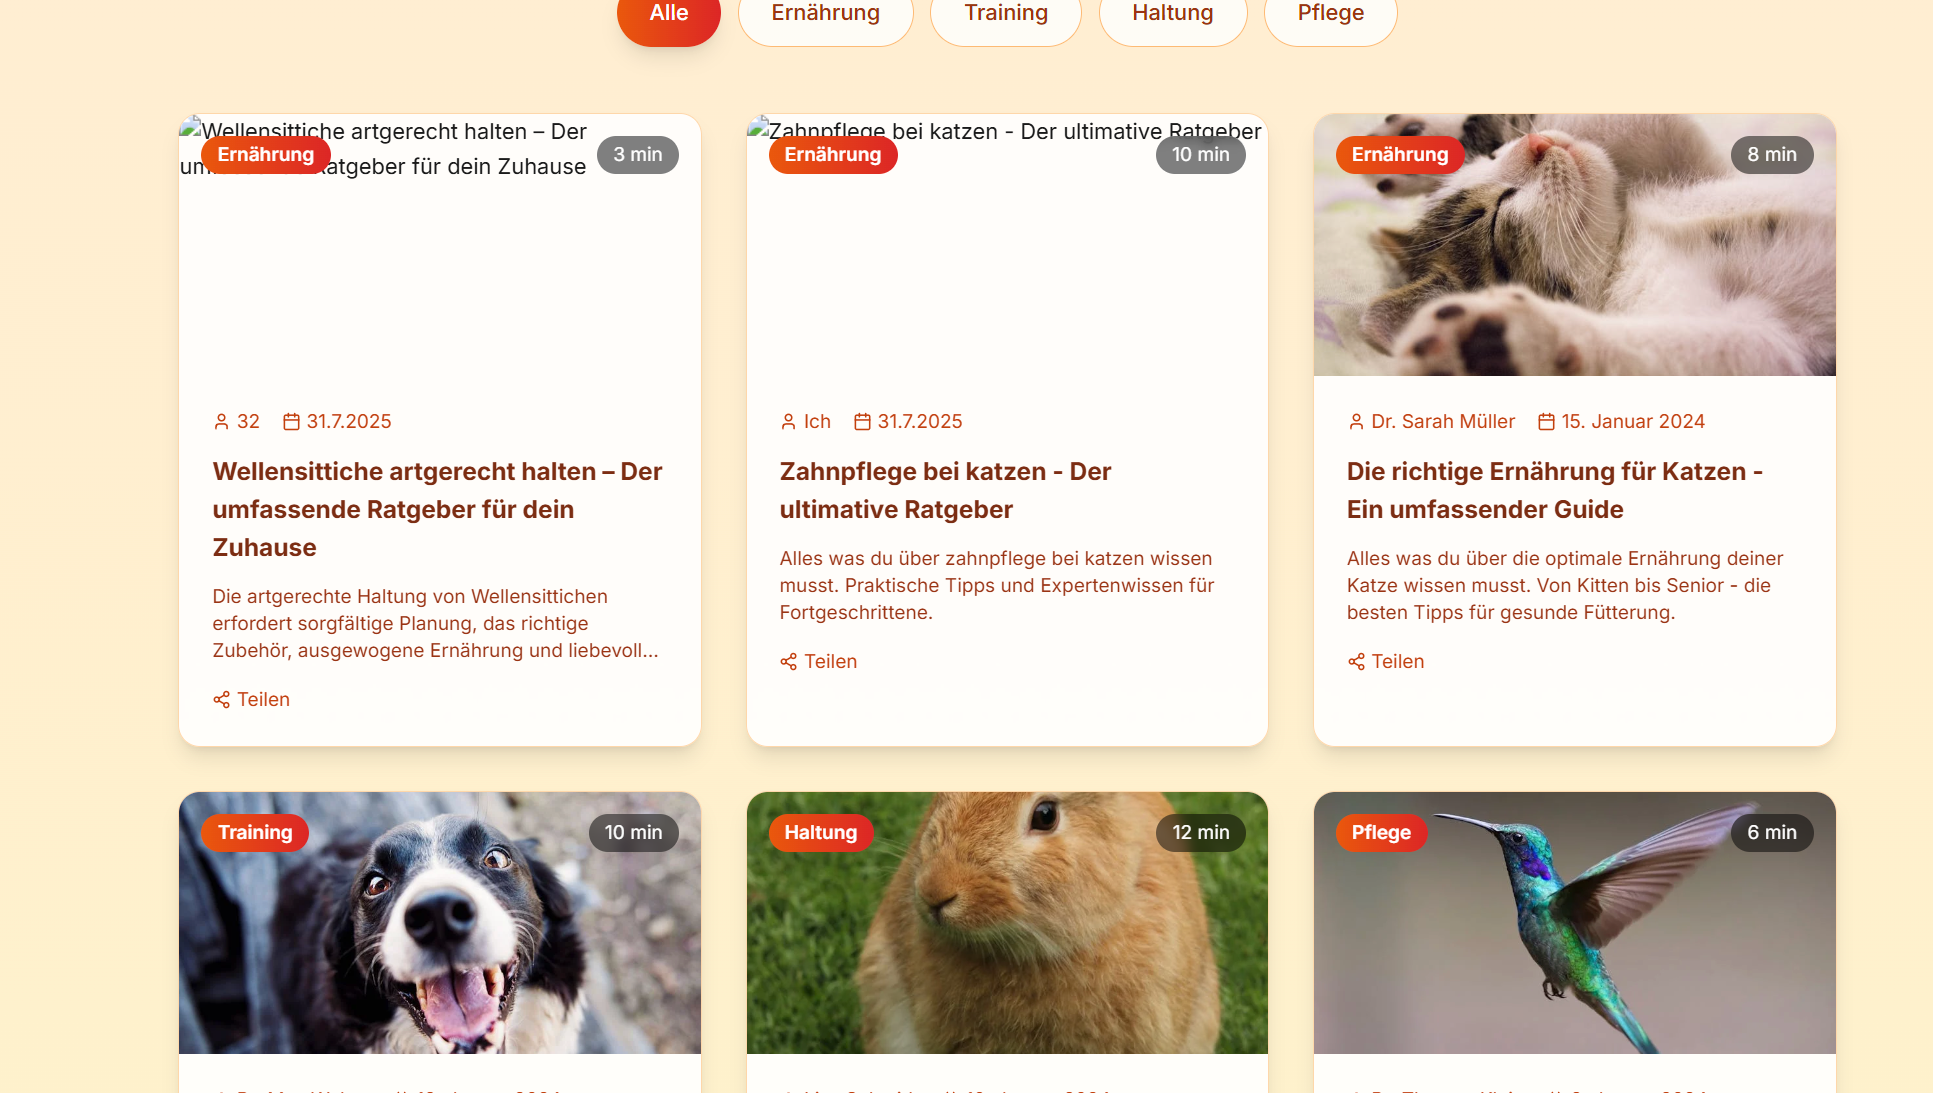 Alle
Ernährung
Training
Haltung
Pflege
Wellensittiche artgerecht halten – Der
Ratgeber für dein Zuhause
Ernährung
3 min
32
31.7.2025
Wellensittiche artgerecht halten – Der
umfassende Ratgeber für dein
Zuhause
Die artgerechte Haltung von Wellensittichen
erfordert sorgfältige Planung, das richtige
Zubehör, ausgewogene Ernährung und liebevoll...
Teilen
Zahnpflege bei katzen - Der ultimative Ratgeber
Ernährung
10 min
Ich
31.7.2025
Zahnpflege bei katzen - Der
ultimative Ratgeber
Alles was du über zahnpflege bei katzen wissen
musst. Praktische Tipps und Expertenwissen für
Fortgeschrittene.
Teilen
Ernährung
8 min
Dr. Sarah Müller
15. Januar 2024
Die richtige Ernährung für Katzen -
Ein umfassender Guide
Alles was du über die optimale Ernährung deiner
Katze wissen musst. Von Kitten bis Senior - die
besten Tipps für gesunde Fütterung.
Teilen
Training
10 min
Haltung
12 min
Pflege
6 min